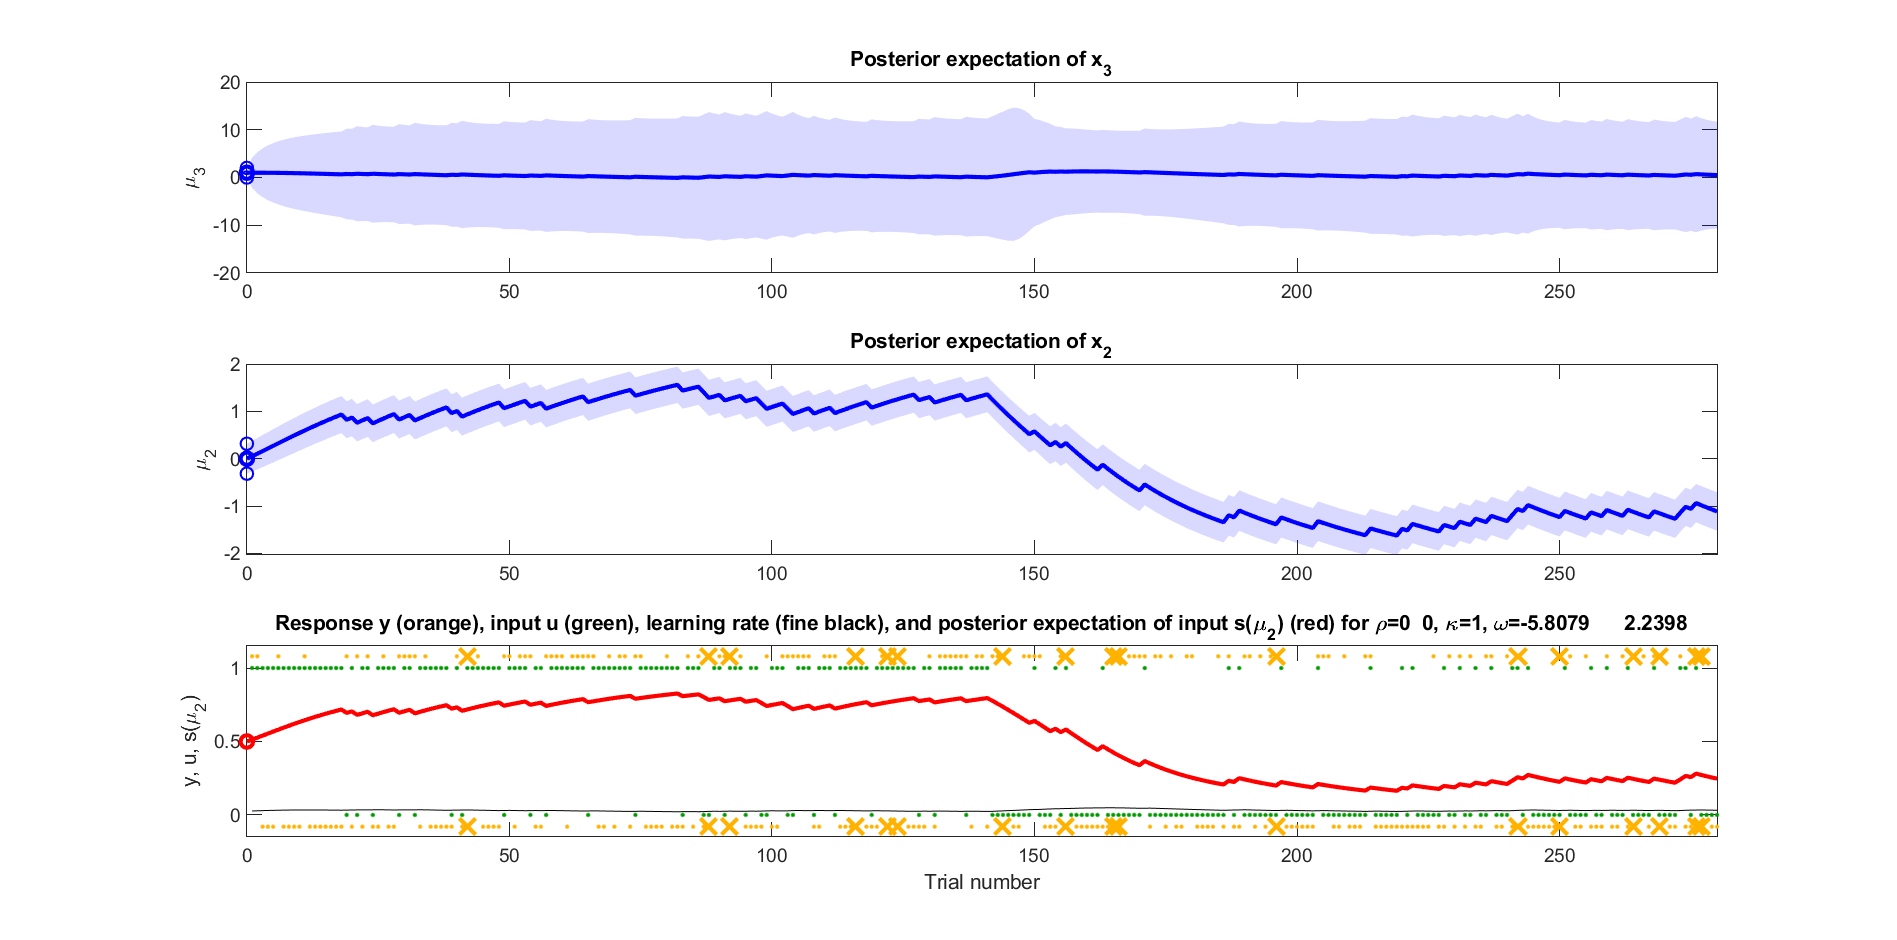 Posterior expectation of x3
20
10
0
-10
-20
μ3
0 50 100 150 200 250
Posterior expectation of x2
2
1
0
-1
-2
μ2
0 50 100 150 200 250
Response y (orange), input u (green), learning rate (fine black), and posterior expectation of input s(μ2) (red) for ρ=0 0, κ=1, ω=-5.8079 2.2398
1
0.5
0
y, u, s(μ2)
0 50 100 150 200 250
Trial number